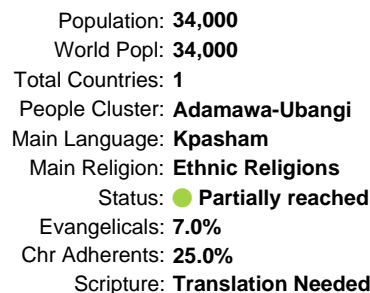 Population: 34,000
World Popl: 34,000
Total Countries: 1
People Cluster: Adamawa-Ubangi
Main Language: Kpasham
Main Religion: Ethnic Religions
Status: Partially reached
Evangelicals: 7.0%
Chr Adherents: 25.0%
Scripture: Translation Needed